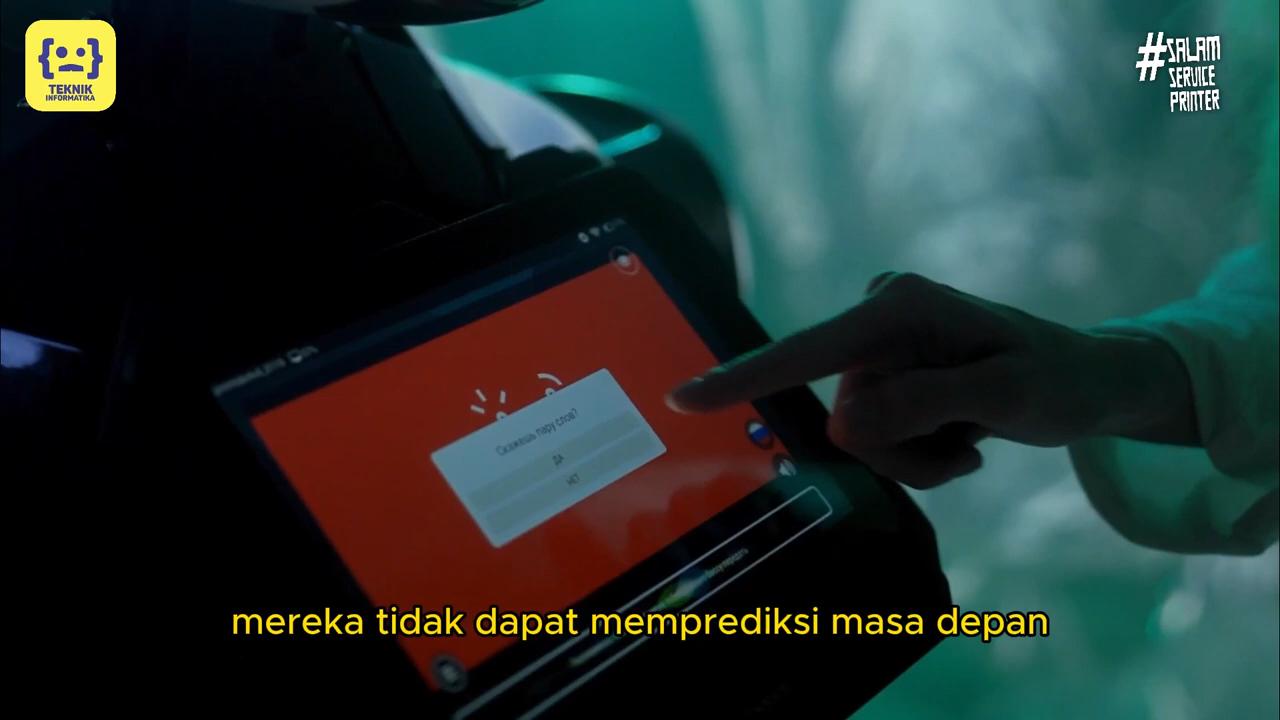 TEKNIK
INFORMATIKA
#SALAM
SERVICE
PRINTER
Скажешь пару слов?
ДА
НЕТ
mereka tidak dapat memprediksi masa depan